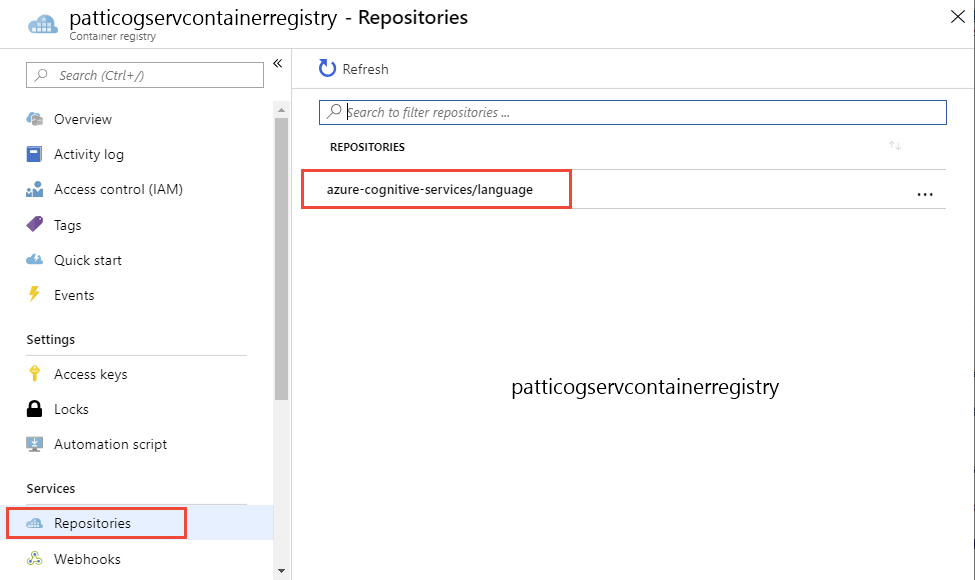 patticogservcontainerregistry - Repositories
Container registry
Search (Ctrl+/)
«
Overview
Activity log
Access control (IAM)
Tags
Quick start
Events
Settings
Access keys
Locks
Automation script
Services
Repositories
Webhooks
Refresh
Search to filter repositories ...
REPOSITORIES
azure-cognitive-services/language
...
patticogservcontainerregistry